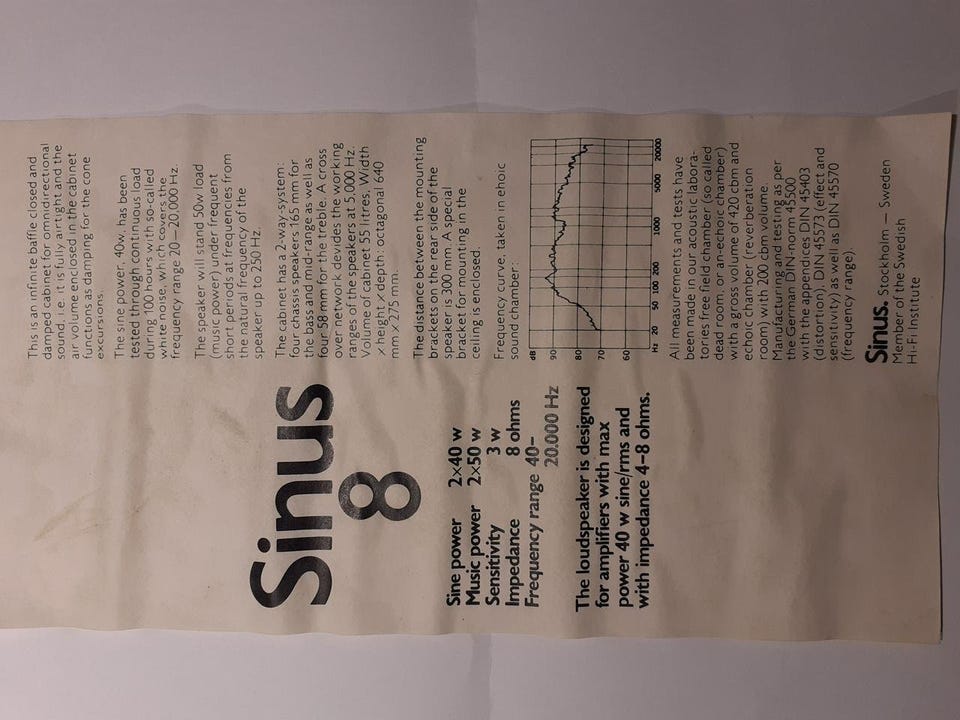 Sinus
8
Sine power 2×40 w
Music power 2×50 w
Sensitivity 3 w
Impedance 8 ohms
Frequency range 40–
20.000 Hz
The loudspeaker is designed
for amplifiers with max
power 40 w sine/rms and
with impedance 4–8 ohms.
This is an infinite baffle closed and
damped cabinet for omnidirectional
sound, i.e. it is fully airtight and the
air volume enclosed in the cabinet
functions as damping for the cone
excursions.
The sine power, 40w, has been
tested through continuous load
during 100 hours with so-called
white noise, which covers the
frequency range 20–20,000 Hz.
The speaker will stand 50w load
(music power) under frequent
short periods at frequencies from
the natural frequency of the
speaker up to 250 Hz.
The cabinet has a 2-way-system:
four chassis speakers 165 mm for
the bass and mid-range as well as
four 50 mm for the treble. A cross
over network devides the working
ranges of the speakers at 5.000 Hz.
Volume of cabinet 55 litres. Width
× height × depth: octagonal 640
mm × 275 mm.
The distance between the mounting
brackets on the rear side of the
speaker is 300 mm. A special
bracket for mounting in the
ceiling is enclosed.
Frequency curve, taken in ehoic
sound chamber:
dB
90
80
70
60
Hz 20 50 100 200 1000 5000 20000
All measurements and tests have
been made in our acoustic labora-
tories free field chamber (so called
dead room, or an-echoic chamber)
with a gross volume of 420 cbm and
echoic chamber (reverberation
room) with 200 cbm volume.
Manufacturing and testing as per
the German DIN-norm 45500
with the appendices DIN 45403
(distortion), DIN 45573 (effect and
sensitivity) as well as DIN 45570
(frequency range).
Sinus. Stockholm – Sweden
Member of the Swedish
Hi-Fi Institute